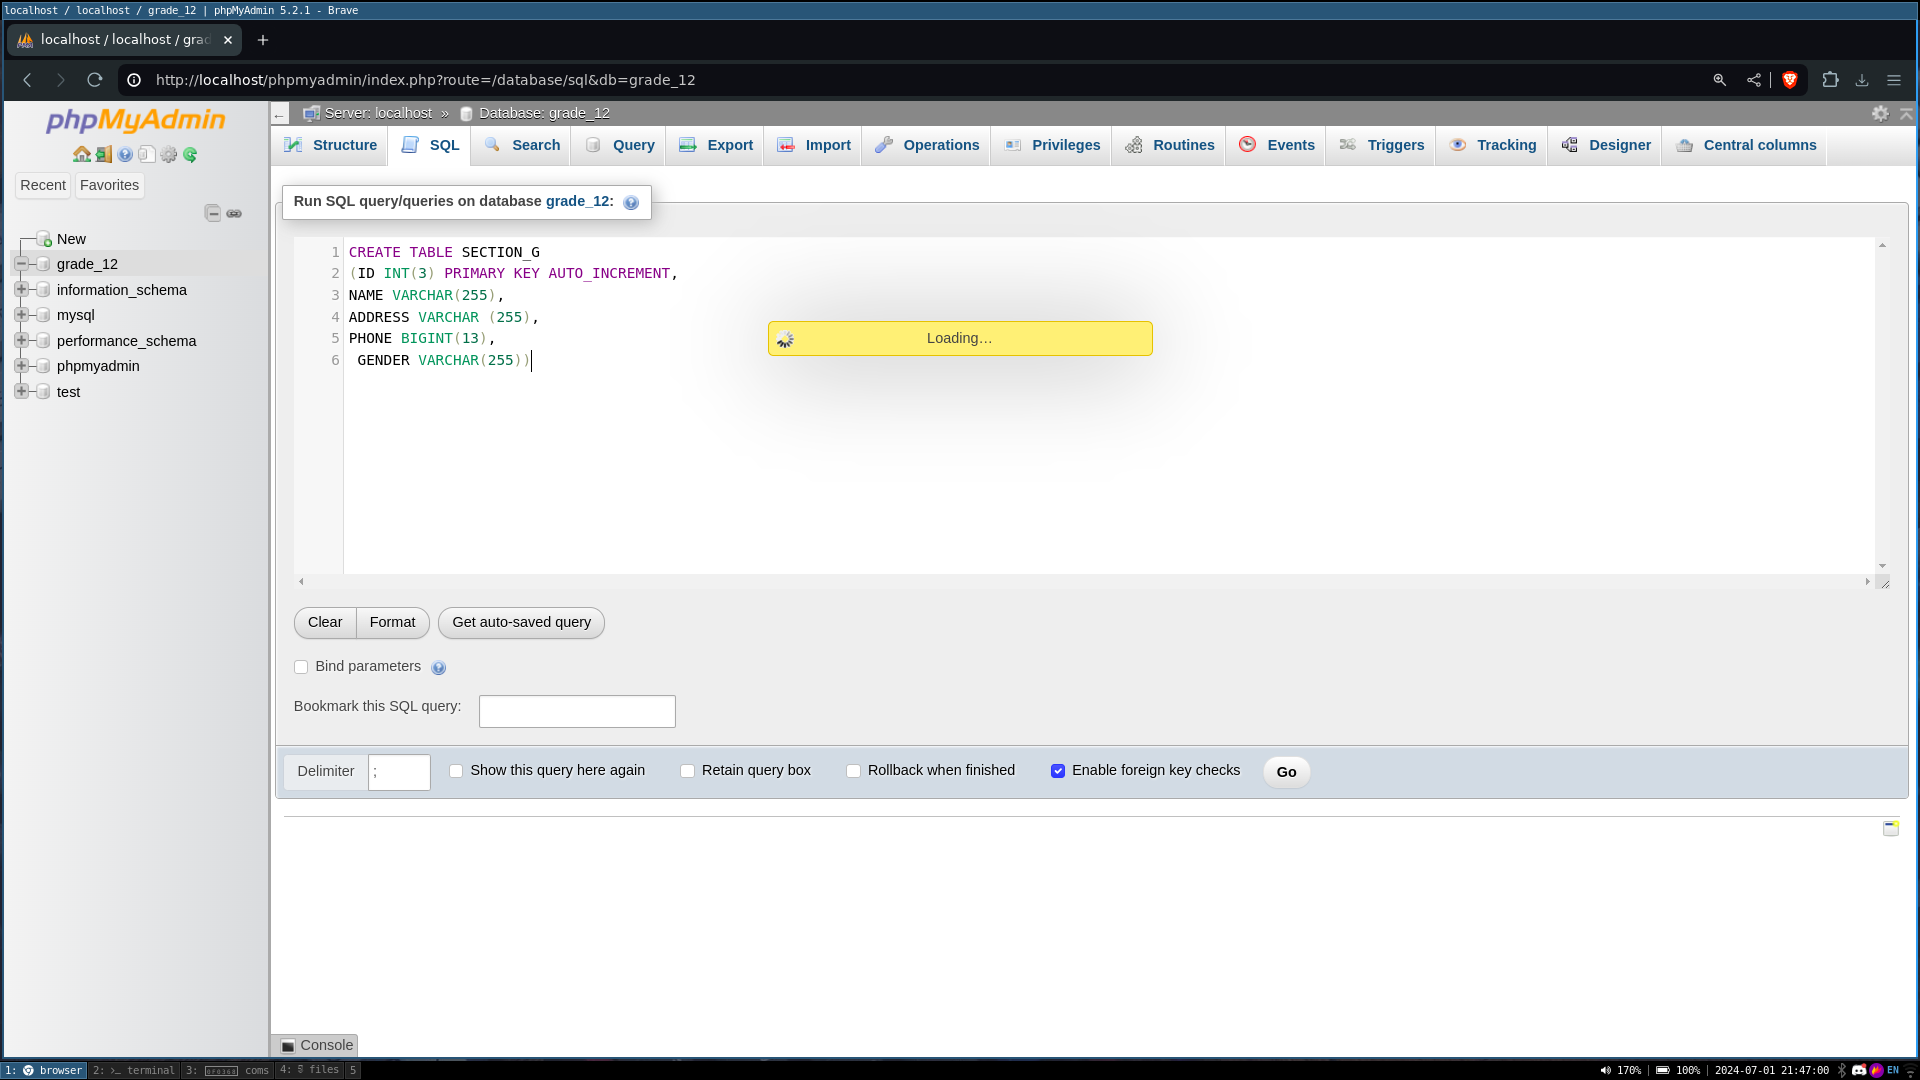 localhost / localhost / grade_12 | phpMyAdmin 5.2.1 - Brave
localhost / localhost / grad
http://localhost/phpmyadmin/index.php?route=/database/sql&db=grade_12
phpMyAdmin
Recent Favorites
New
grade_12
information_schema
mysql
performance_schema
phpmyadmin
test
Server: localhost » Database: grade_12
Structure SQL Search Query Export Import Operations Privileges Routines Events Triggers Tracking Designer Central columns
Run SQL query/queries on database grade_12:
1 CREATE TABLE SECTION_G
2 (ID INT(3) PRIMARY KEY AUTO_INCREMENT,
3 NAME VARCHAR(255),
4 ADDRESS VARCHAR (255),
5 PHONE BIGINT(13),
6 GENDER VARCHAR(255))
Loading…
Clear Format Get auto-saved query
Bind parameters
Bookmark this SQL query:
Delimiter ; Show this query here again Retain query box Rollback when finished Enable foreign key checks Go
Console
1: browser 2: >_ terminal 3: coms 4: files 5
170% | 100% | 2024-07-01 21:47:00 EN